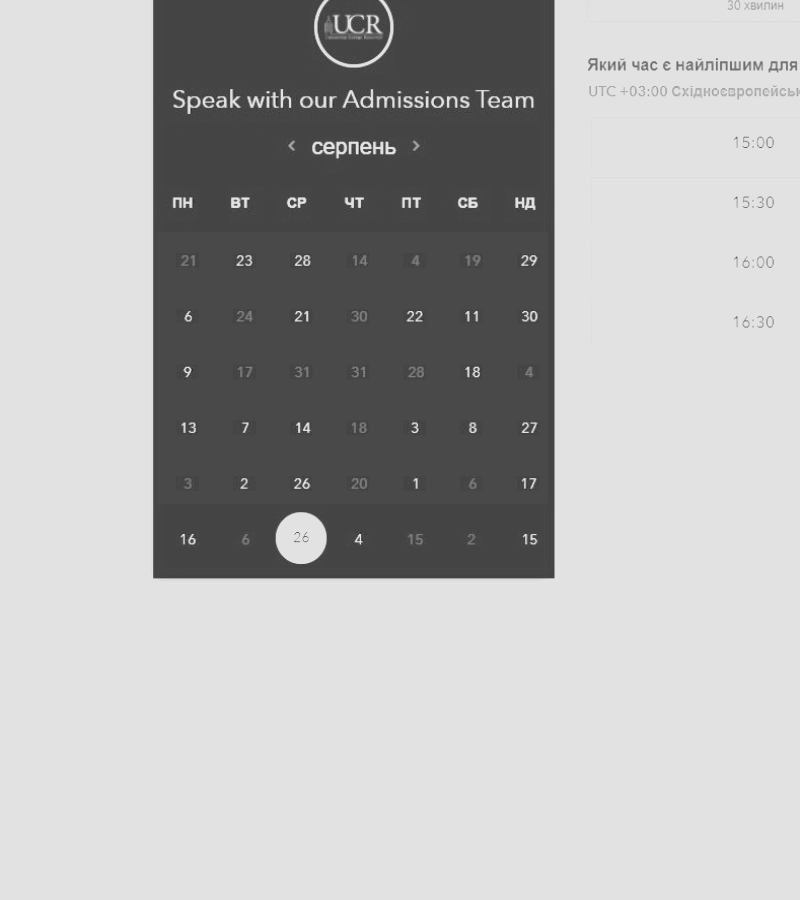 UCR
Speak with our Admissions Team
серпень
ПН ВТ СР ЧТ ПТ СБ НД
21 23 28 14 4 19 29
6 24 21 30 22 11 30
9 17 31 31 28 18 4
13 7 14 18 3 8 27
3 2 26 20 1 6 17
16 6 26 4 15 2 15
30 хвилин
Який час є найліпшим для
UTC +03:00
15:00
15:30
16:00
16:30